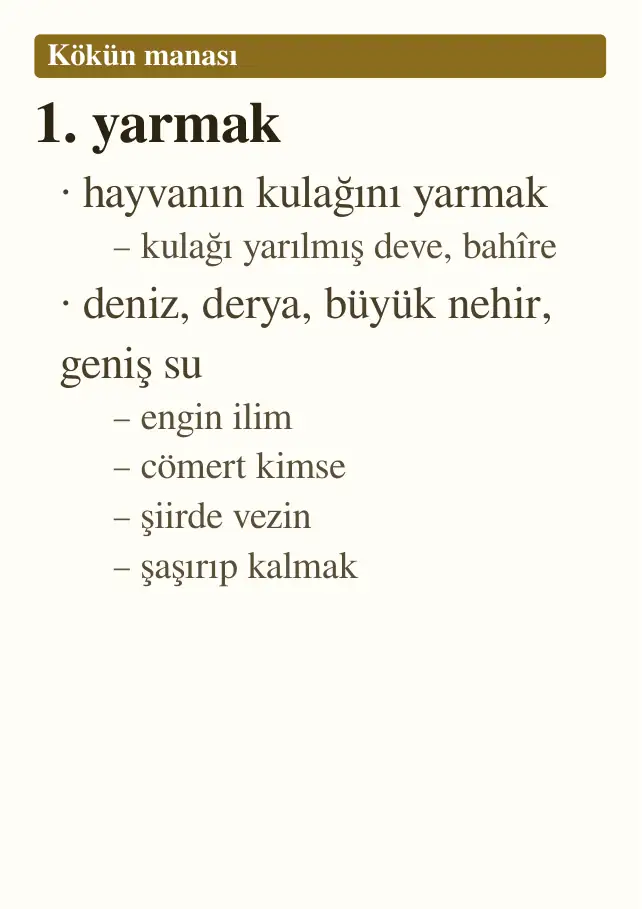 Kökün manası
1. yarmak
· hayvanın kulağını yarmak
– kulağı yarılmış deve, bahîre
· deniz, derya, büyük nehir,
geniş su
– engin ilim
– cömert kimse
– şiirde vezin
– şaşırıp kalmak